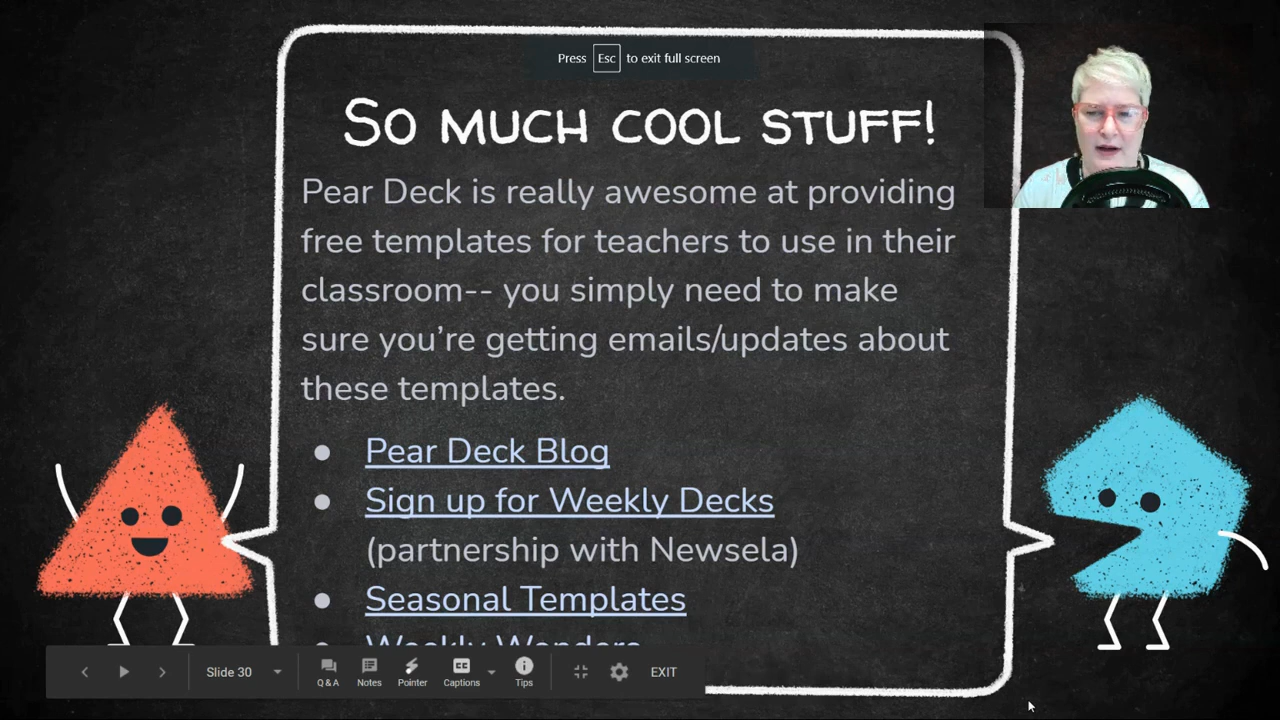 Press Esc to exit full screen
So much cool stuff!
Pear Deck is really awesome at providing
free templates for teachers to use in their
classroom-- you simply need to make
sure you’re getting emails/updates about
these templates.
● Pear Deck Blog
● Sign up for Weekly Decks
(partnership with Newsela)
● Seasonal Templates
● Weekly Wonders
Slide 30 Q & A Notes Pointer CC Captions Tips EXIT